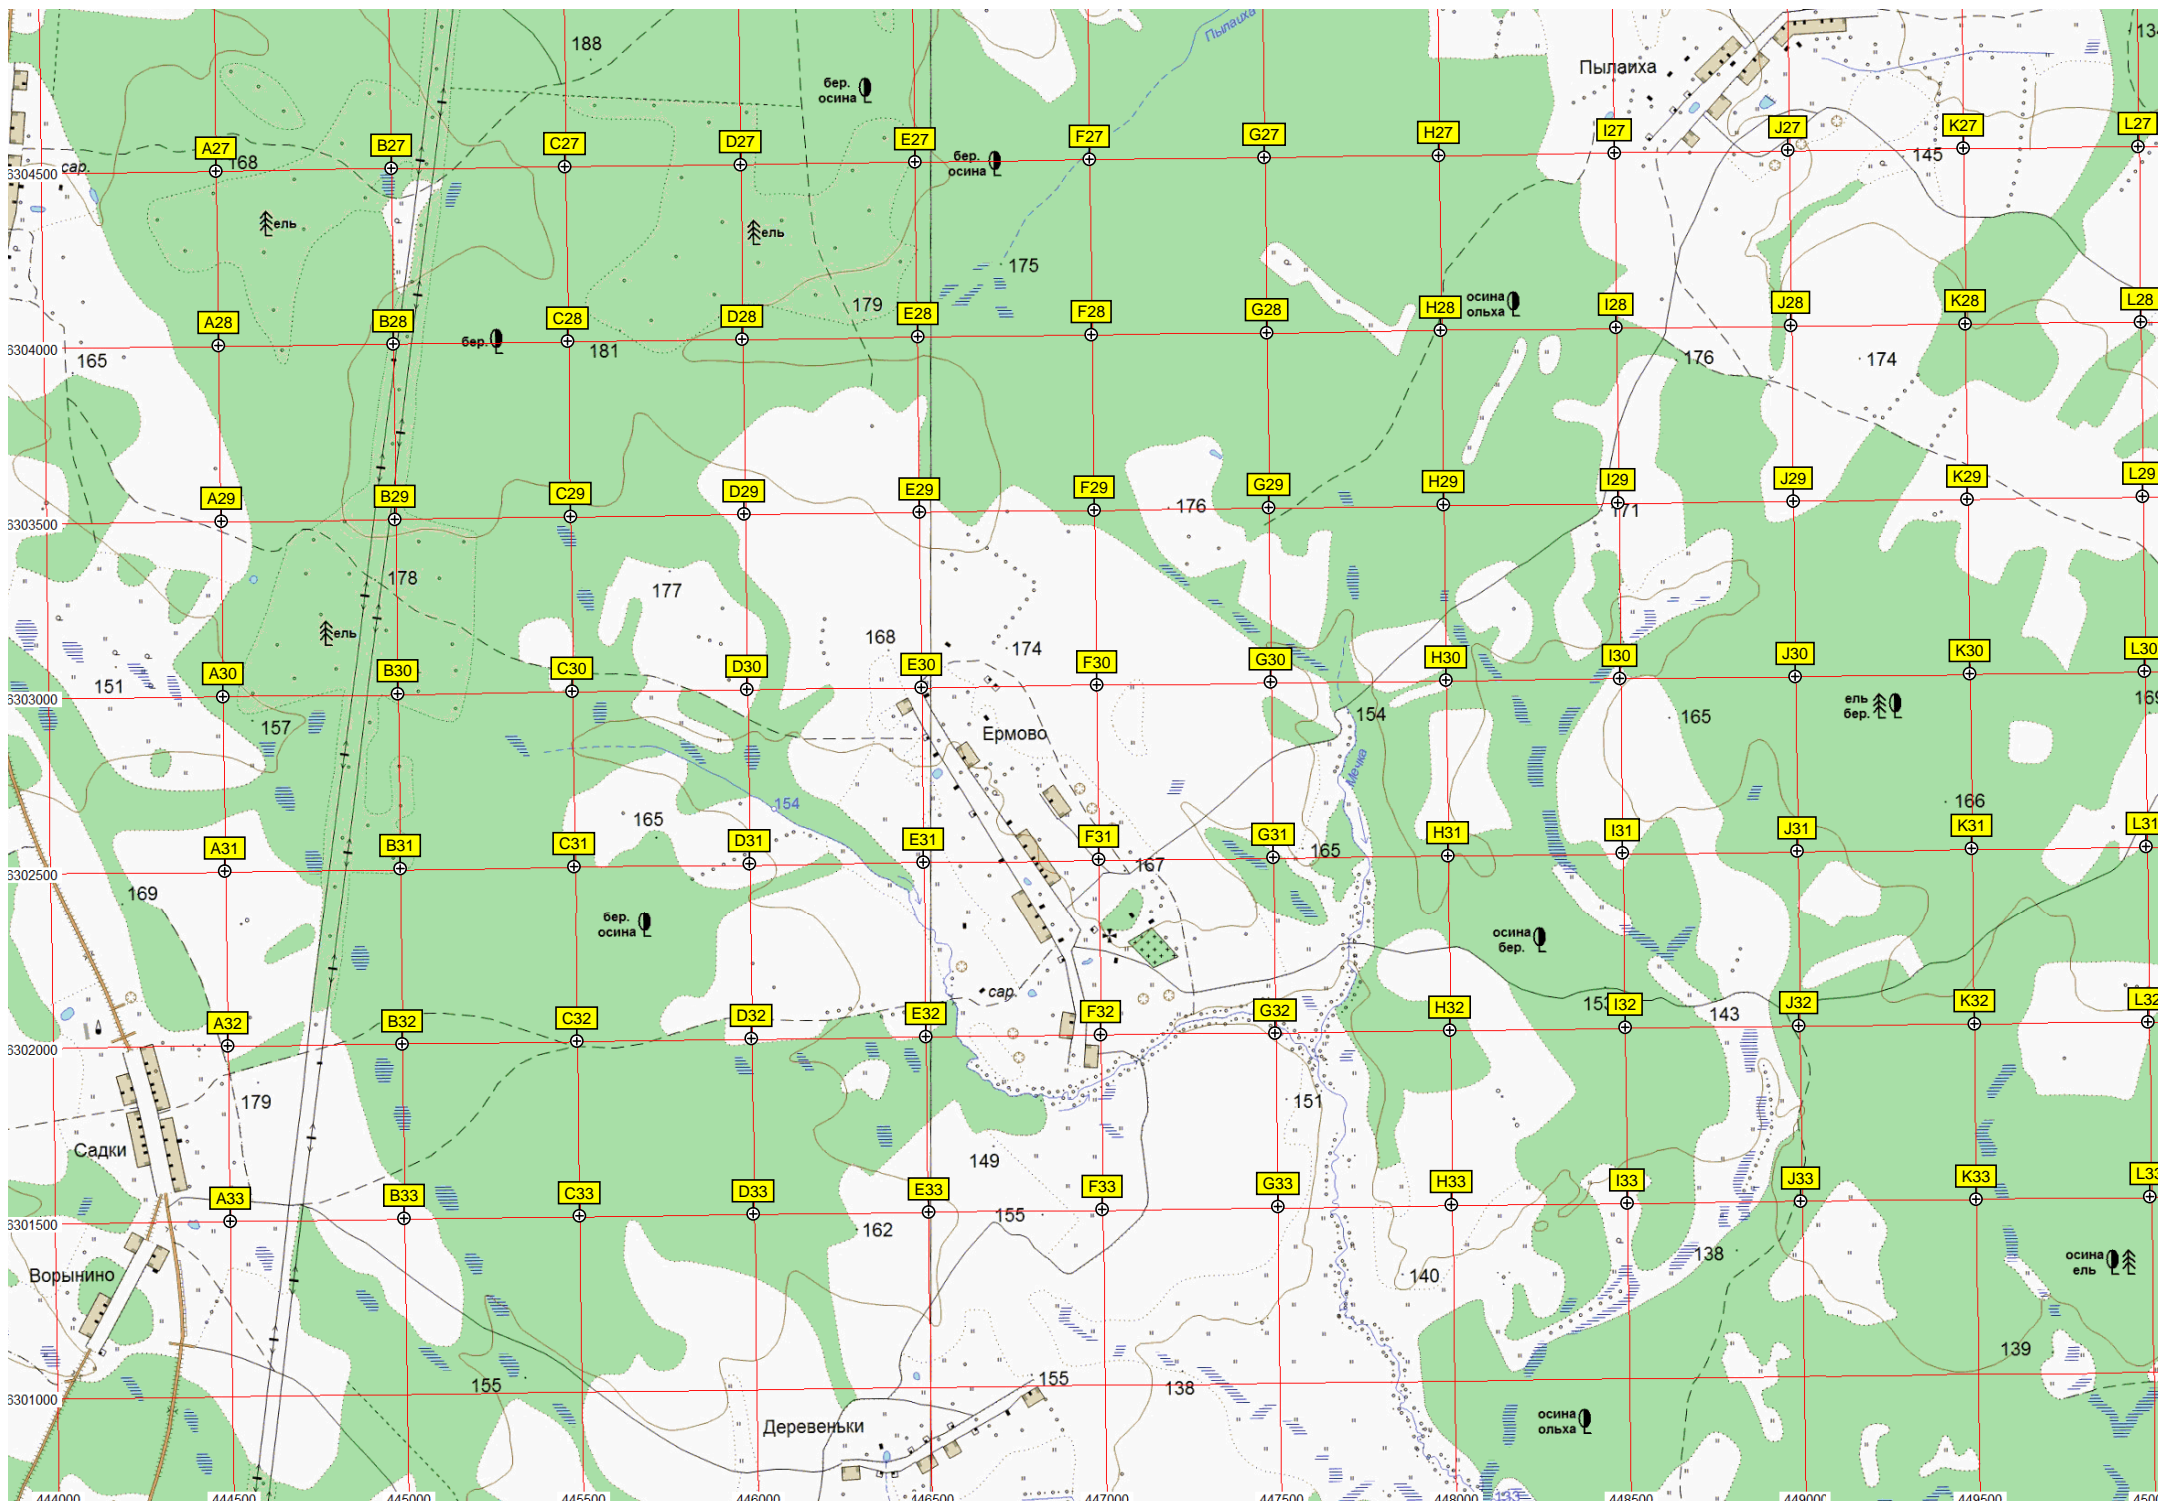 Пылаиха
134
188
бер.
осина
Пылаиха
A27
B27
C27
D27
E27
F27
G27
H27
I27
J27
K27
L27
168
сар.
бер.
осина
145
6304500
ель
ель
175
179
осина
ольха
A28
B28
C28
D28
E28
F28
G28
H28
I28
J28
K28
L28
6304000
165
бер.
181
176
174
A29
B29
C29
D29
E29
F29
G29
H29
I29
J29
K29
L29
6303500
176
171
178
177
ель
168
174
A30
B30
C30
D30
E30
F30
G30
H30
I30
J30
K30
L30
6303000
151
157
154
165
ель
бер.
169
Ермово
Мечка
154
165
166
A31
B31
C31
D31
E31
F31
G31
H31
I31
J31
K31
L31
165
167
6302500
169
бер.
осина
осина
бер.
сар.
153
143
A32
B32
C32
D32
E32
F32
G32
H32
I32
J32
K32
L32
6302000
179
151
Садки
149
A33
B33
C33
D33
E33
F33
G33
H33
I33
J33
K33
L33
6301500
162
155
138
осина
ель
Ворынино
140
139
155
155
138
6301000
Деревеньки
осина
ольха
133
444000
444500
445000
445500
446000
446500
447000
447500
448000
448500
449000
449500